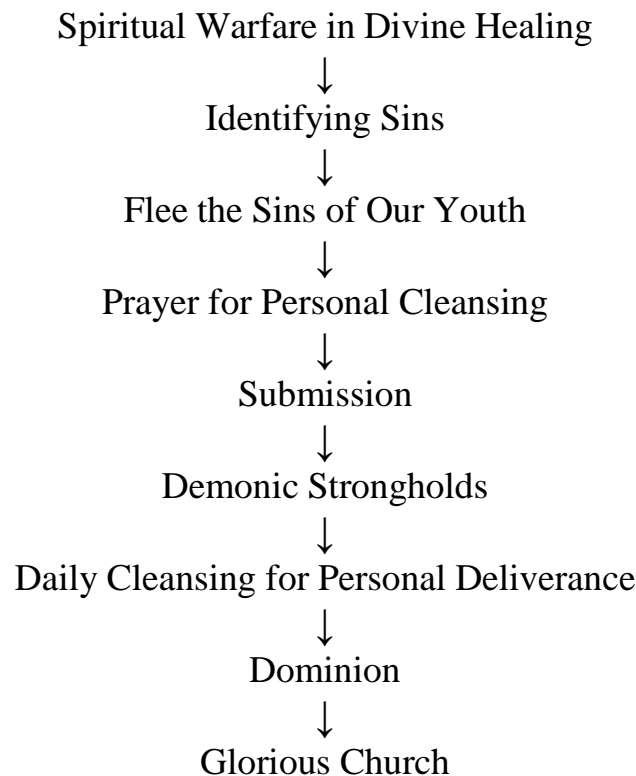 Spiritual Warfare in Divine Healing
↓
Identifying Sins
↓
Flee the Sins of Our Youth
↓
Prayer for Personal Cleansing
↓
Submission
↓
Demonic Strongholds
↓
Daily Cleansing for Personal Deliverance
↓
Dominion
↓
Glorious Church